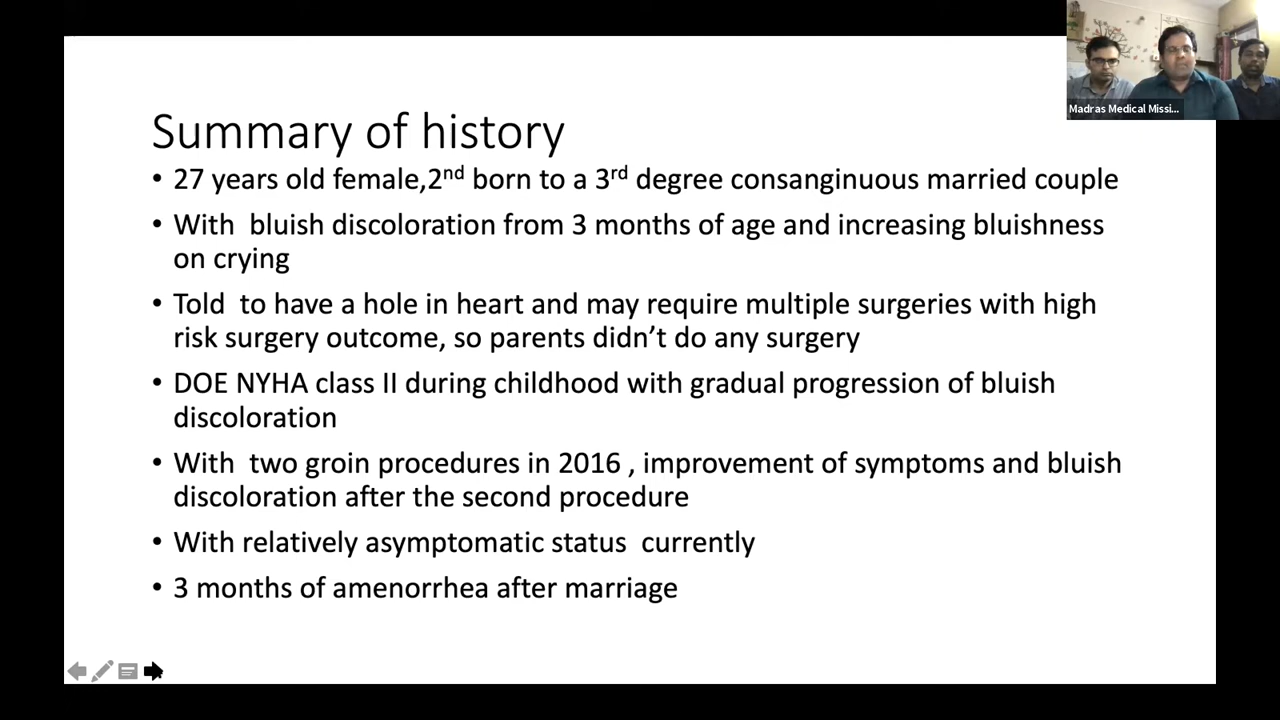 Madras Medical Missi...
Summary of history
• 27 years old female,2nd born to a 3rd degree consanginuous married couple
• With bluish discoloration from 3 months of age and increasing bluishness
on crying
• Told to have a hole in heart and may require multiple surgeries with high
risk surgery outcome, so parents didn’t do any surgery
• DOE NYHA class II during childhood with gradual progression of bluish
discoloration
• With two groin procedures in 2016 , improvement of symptoms and bluish
discoloration after the second procedure
• With relatively asymptomatic status currently
• 3 months of amenorrhea after marriage